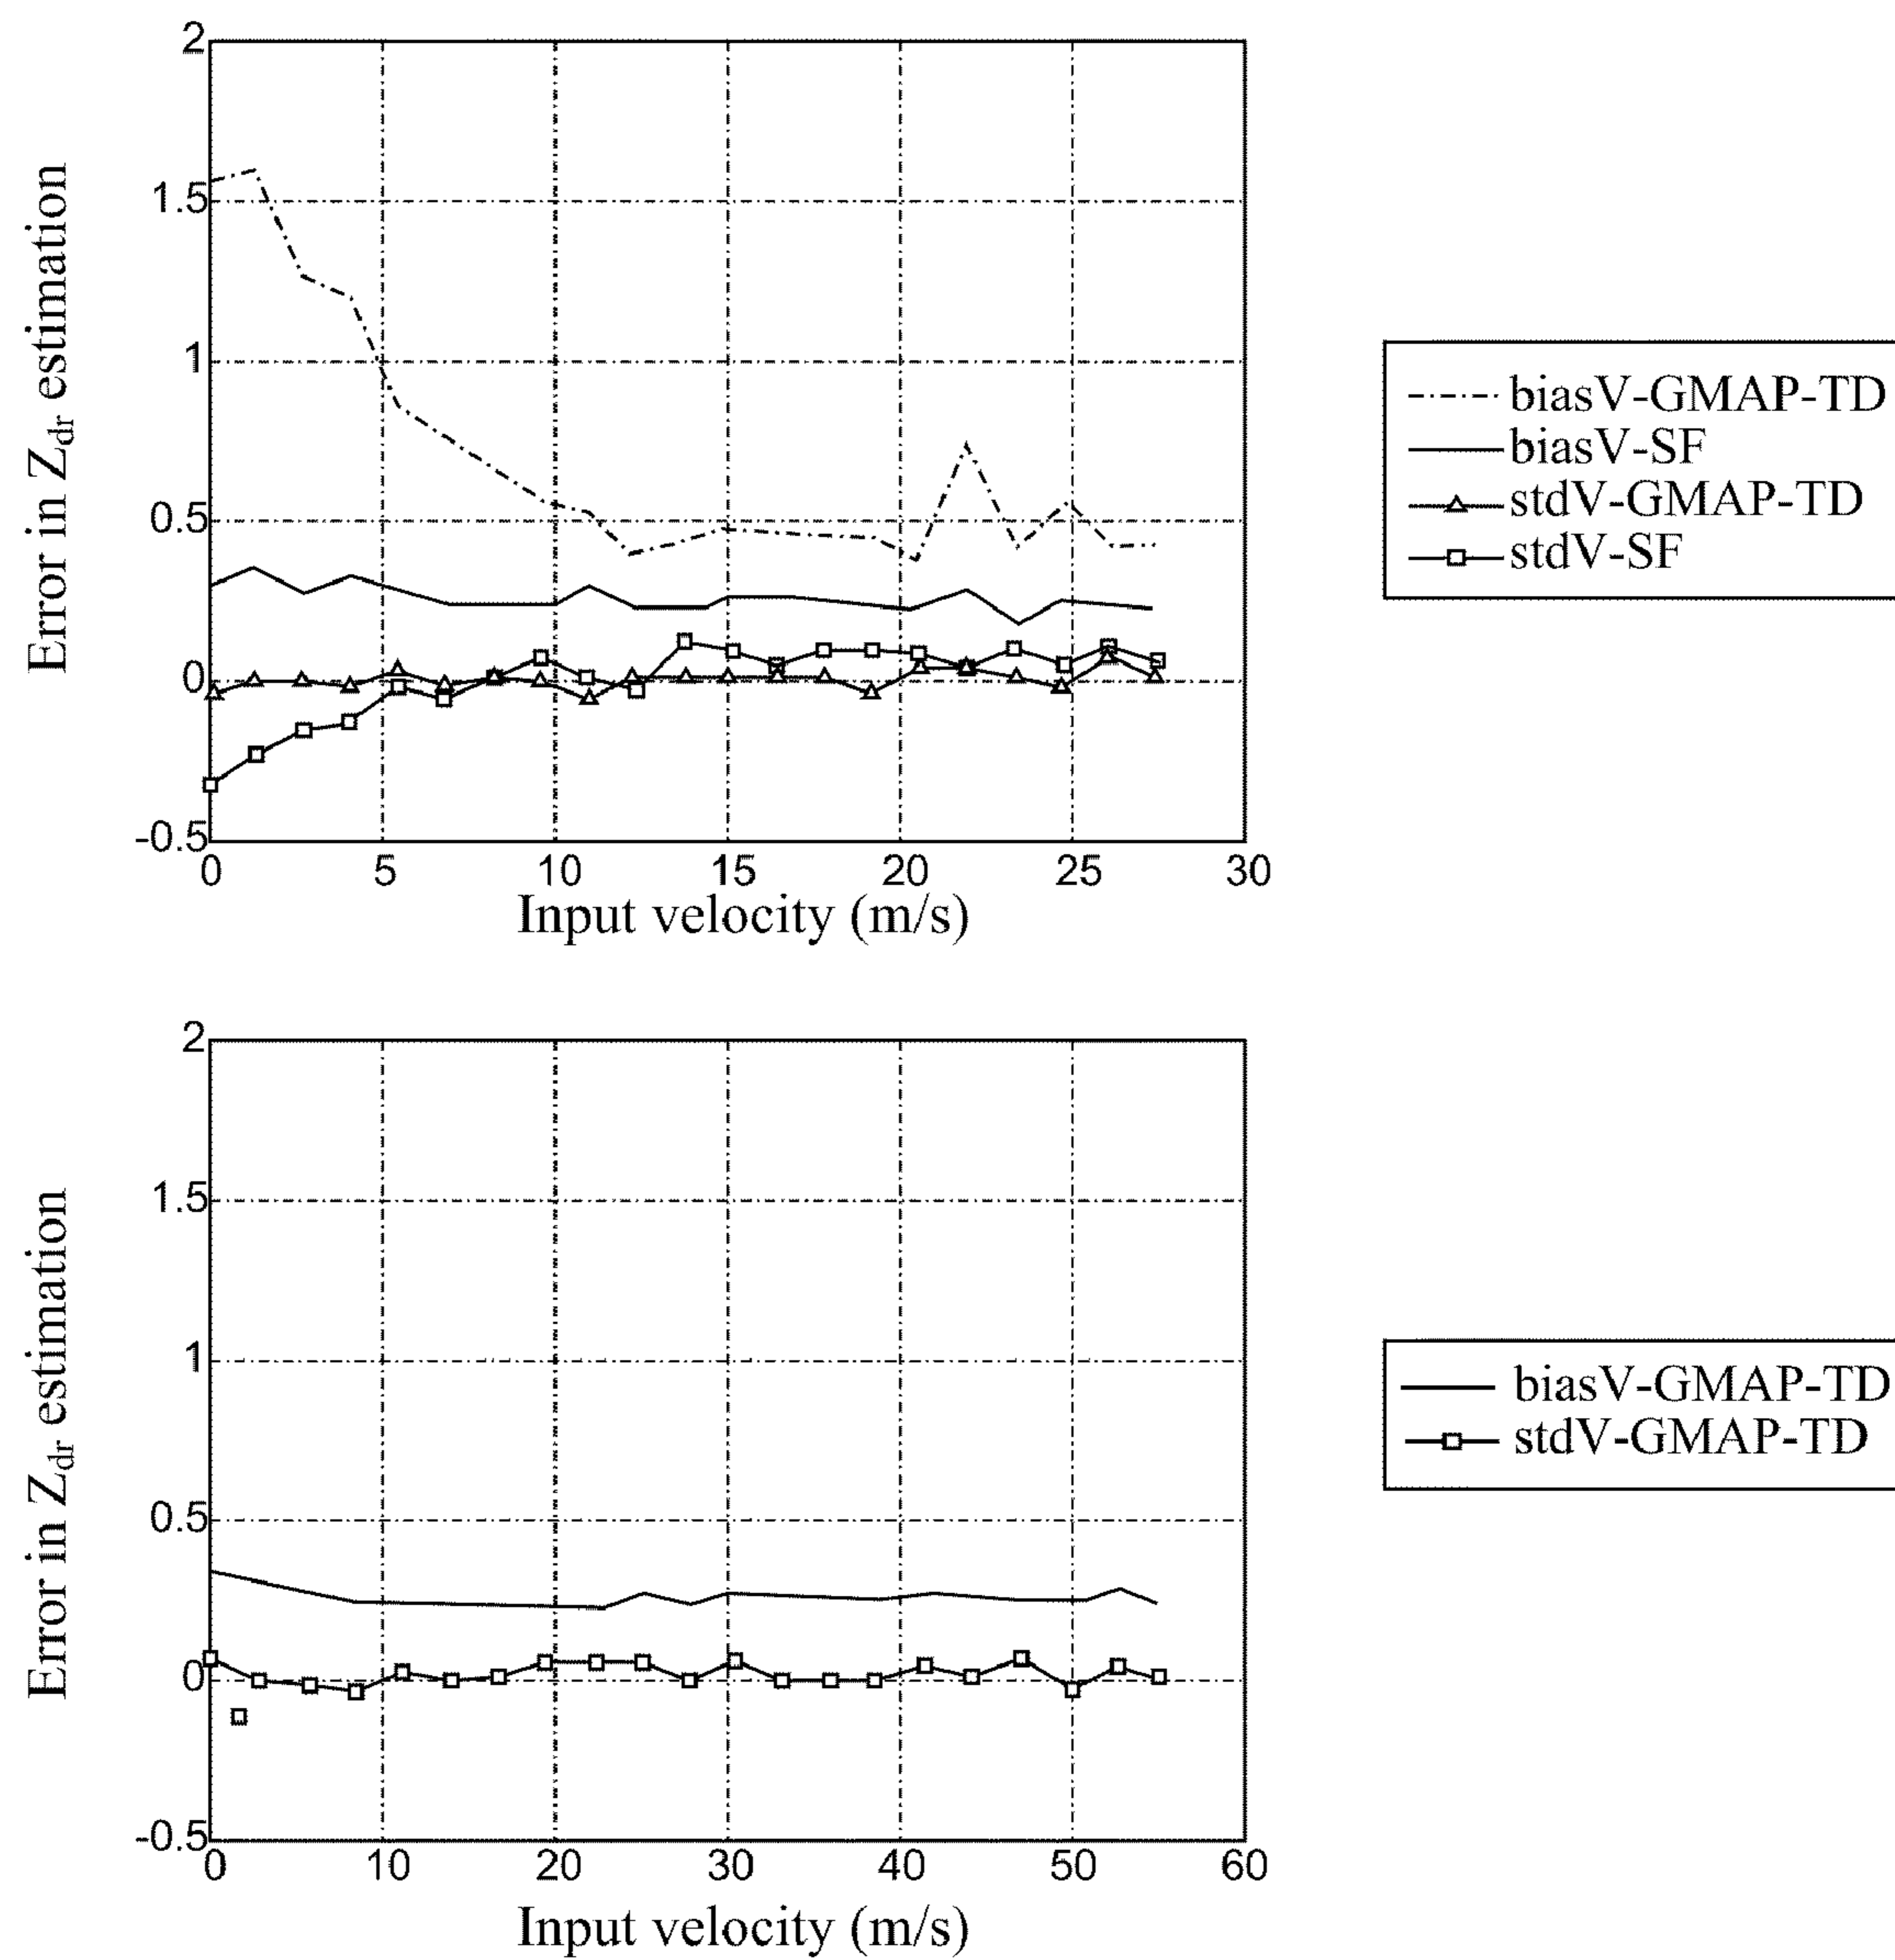 2
1.5
1
0.5
0
-0.5
0
5
10
15
20
25
30
Error in Zdr estimation
Input velocity (m/s)
biasV-GMAP-TD
biasV-SF
stdV-GMAP-TD
stdV-SF
2
1.5
1
0.5
0
-0.5
0
10
20
30
40
50
60
Error in Zdr estimation
Input velocity (m/s)
biasV-GMAP-TD
stdV-GMAP-TD